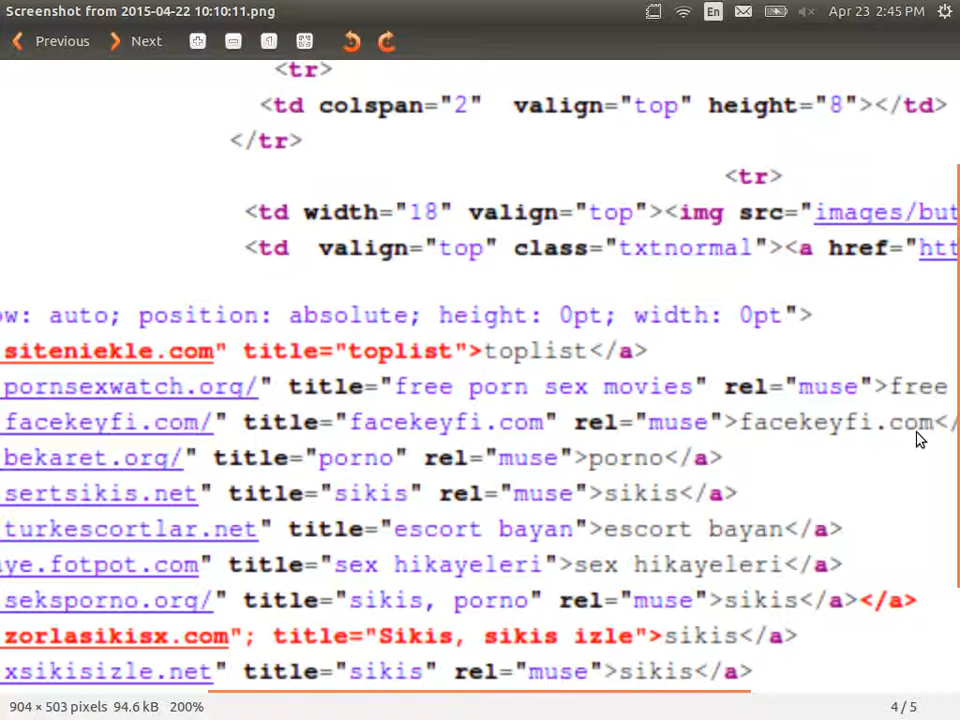 Screenshot from 2015-04-22 10:10:11.png
En
Apr 23 2:45 PM
Previous
Next
<tr>
<td colspan="2" valign="top" height="8"></td>
</tr>
<tr>
<td width="18" valign="top"><img src="images/but
<td valign="top" class="txtnormal"><a href="htt
ow: auto; position: absolute; height: 0pt; width: 0pt">
siteniekle.com" title="toplist">toplist</a>
pornsexwatch.org/" title="free porn sex movies" rel="muse">free
facekeyfi.com/" title="facekeyfi.com" rel="muse">facekeyfi.com</
bekaret.org/" title="porno" rel="muse">porno</a>
sertsikis.net" title="sikis" rel="muse">sikis</a>
turkescortlar.net" title="escort bayan">escort bayan</a>
ye.fotpot.com" title="sex hikayeleri">sex hikayeleri</a>
seksporno.org/" title="sikis, porno" rel="muse">sikis</a></a>
zorlasikisx.com"; title="Sikis, sikis izle">sikis</a>
xsikisizle.net" title="sikis" rel="muse">sikis</a>
904 × 503 pixels 94.6 kB 200%
4 / 5